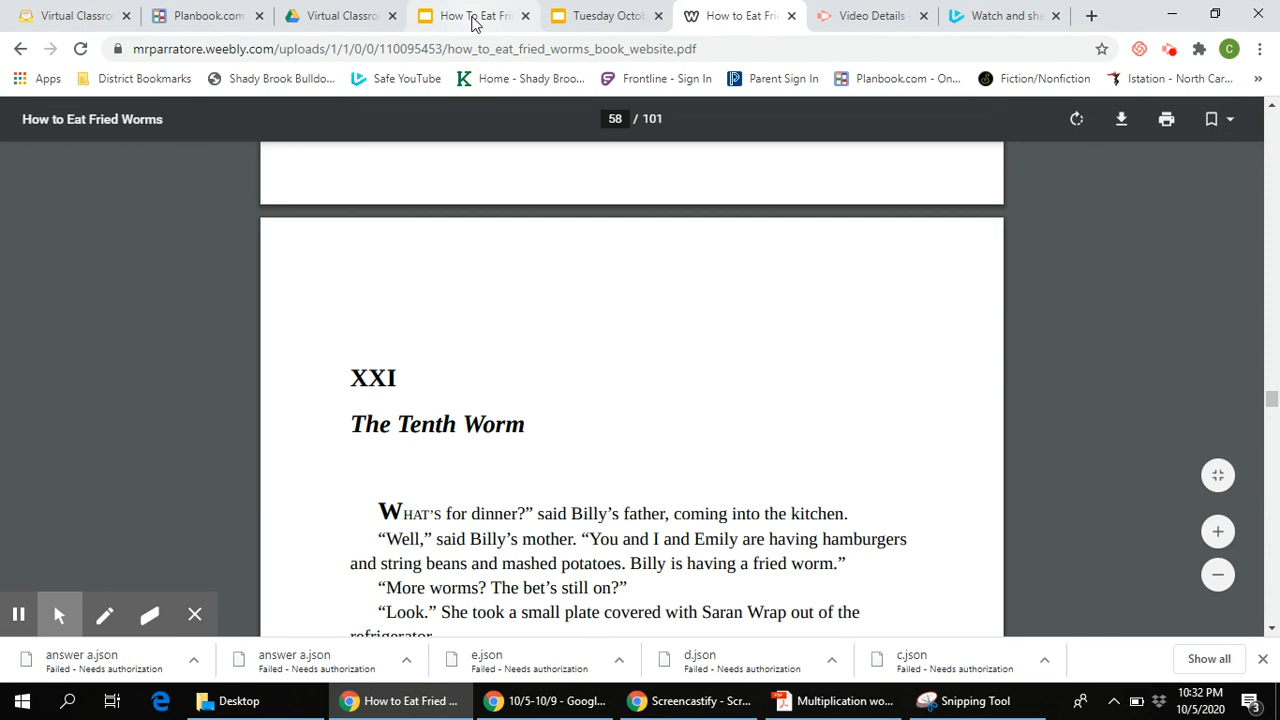 Virtual Classro
Planbook.com
Virtual Classro
How To Eat Fri
Tuesday Octo
How to Eat Frie
Video Details -
Watch and sha
mrparratore.weebly.com/uploads/1/1/0/0/110095453/how_to_eat_fried_worms_book_website.pdf
C
Apps
District Bookmarks
Shady Brook Bulldo...
Safe YouTube
Home - Shady Broo...
Frontline - Sign In
Parent Sign In
Planbook.com - On...
Fiction/Nonfiction
Istation - North Car...
»
How to Eat Fried Worms
58 / 101
XXI
The Tenth Worm
WHAT'S for dinner?” said Billy’s father, coming into the kitchen.
“Well,” said Billy’s mother. “You and I and Emily are having hamburgers
and string beans and mashed potatoes. Billy is having a fried worm.”
“More worms? The bet’s still on?”
“Look.” She took a small plate covered with Saran Wrap out of the
refrigerator.
answer a.json
Failed - Needs authorization
answer a.json
Failed - Needs authorization
e.json
Failed - Needs authorization
d.json
Failed - Needs authorization
c.json
Failed - Needs authorization
Show all
Desktop
How to Eat Fried ...
10/5-10/9 - Googl...
Screencastify - Scr...
Multiplication wo...
Snipping Tool
10:32 PM
10/5/2020
3